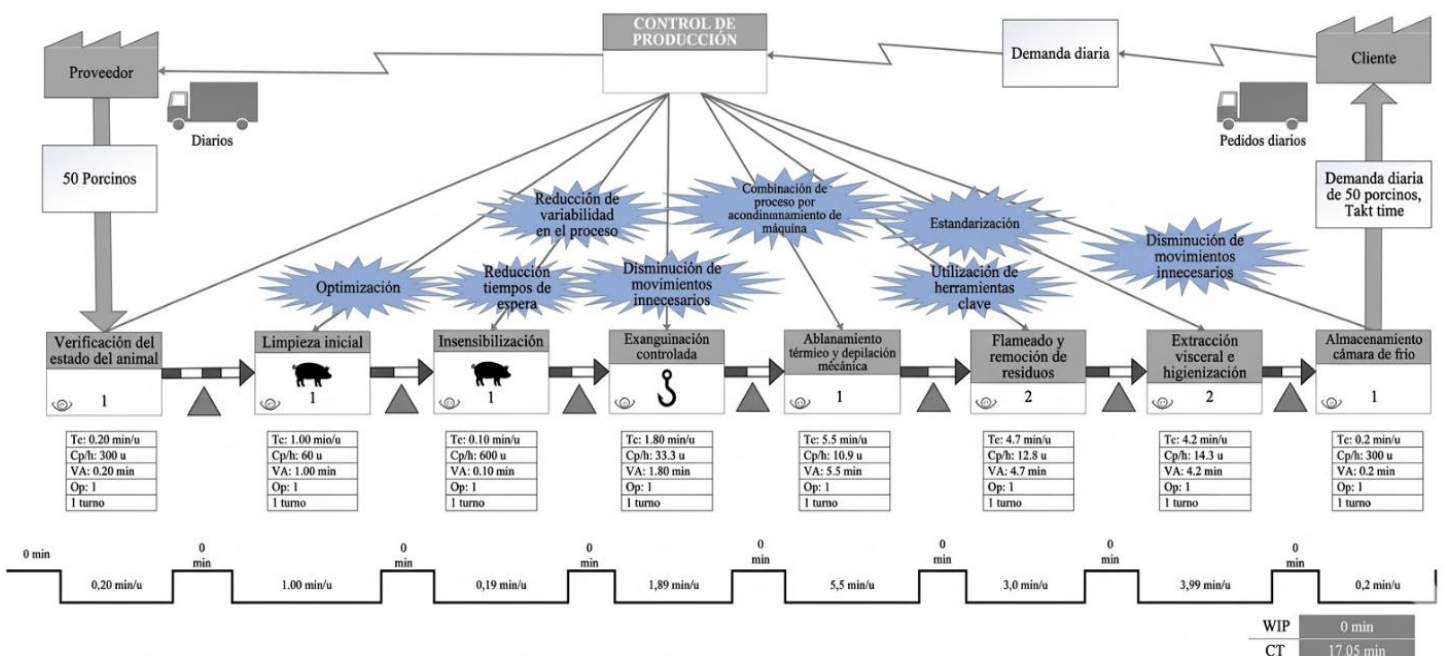 CONTROL DE
PRODUCCIÓN
Proveedor
Diarios
Demanda diaria
Cliente
Pedidos diarios
50 Porcinos
Demanda diaria
de 50 porcinos,
Takt time
Optimización
Reducción de
variabilidad
en el proceso
Reducción
tiempos de
espera
Disminución de
movimientos
innecesarios
Combinación de
proceso por
acondinunamiento de
máquina
Estandarización
Utilización de
herramientas
clave
Disminución de
movimientos
innecesarios
Verificación del
estado del animal
1
Limpieza inicial
1
Insensibilización
1
Exanguinación
controlada
Ablanamiento
térmico y depilación
mécânica
1
Flameado y
remoción de
residuos
2
Extracción
visceral e
higienización
2
Almacenamiento
câmara de frio
1
Tc: 0.20 min/u
Cp/h: 300 u
VA: 0.20 min
Op: 1
1 turno
Tc: 1.00 mio/u
Cp/h: 60 u
VA: 1.00 min
Op: 1
1 turno
Tc: 0.10 min/u
Cp/h: 600 u
VA: 0.10 min
Op: 1
1 turno
Tc: 1.80 min/u
Cp/h: 33.3 u
VA: 1.80 min
Op: 1
1 turno
Tc: 5.5 min/u
Cp/h: 10.9 u
VA: 5.5 min
Op: 1
1 turno
Tc: 4.7 min/u
Cp/h: 12.8 u
VA: 4.7 min
Op: 1
1 turno
Tc: 4.2 min/u
Cp/h: 14.3 u
VA: 4.2 min
Op: 1
1 turno
Tc: 0.2 min/u
Cp/h: 300 u
VA: 0.2 min
Op: 1
1 turno
0 min
0,20 min/u
0
min
1.00 min/u
0
min
0,19 min/u
0
min
1,89 min/u
0
min
5,5 min/u
0
min
3,0 min/u
0
min
3,99 min/u
0
min
0,2 min/u
WIP 0 min
CT 17.05 min